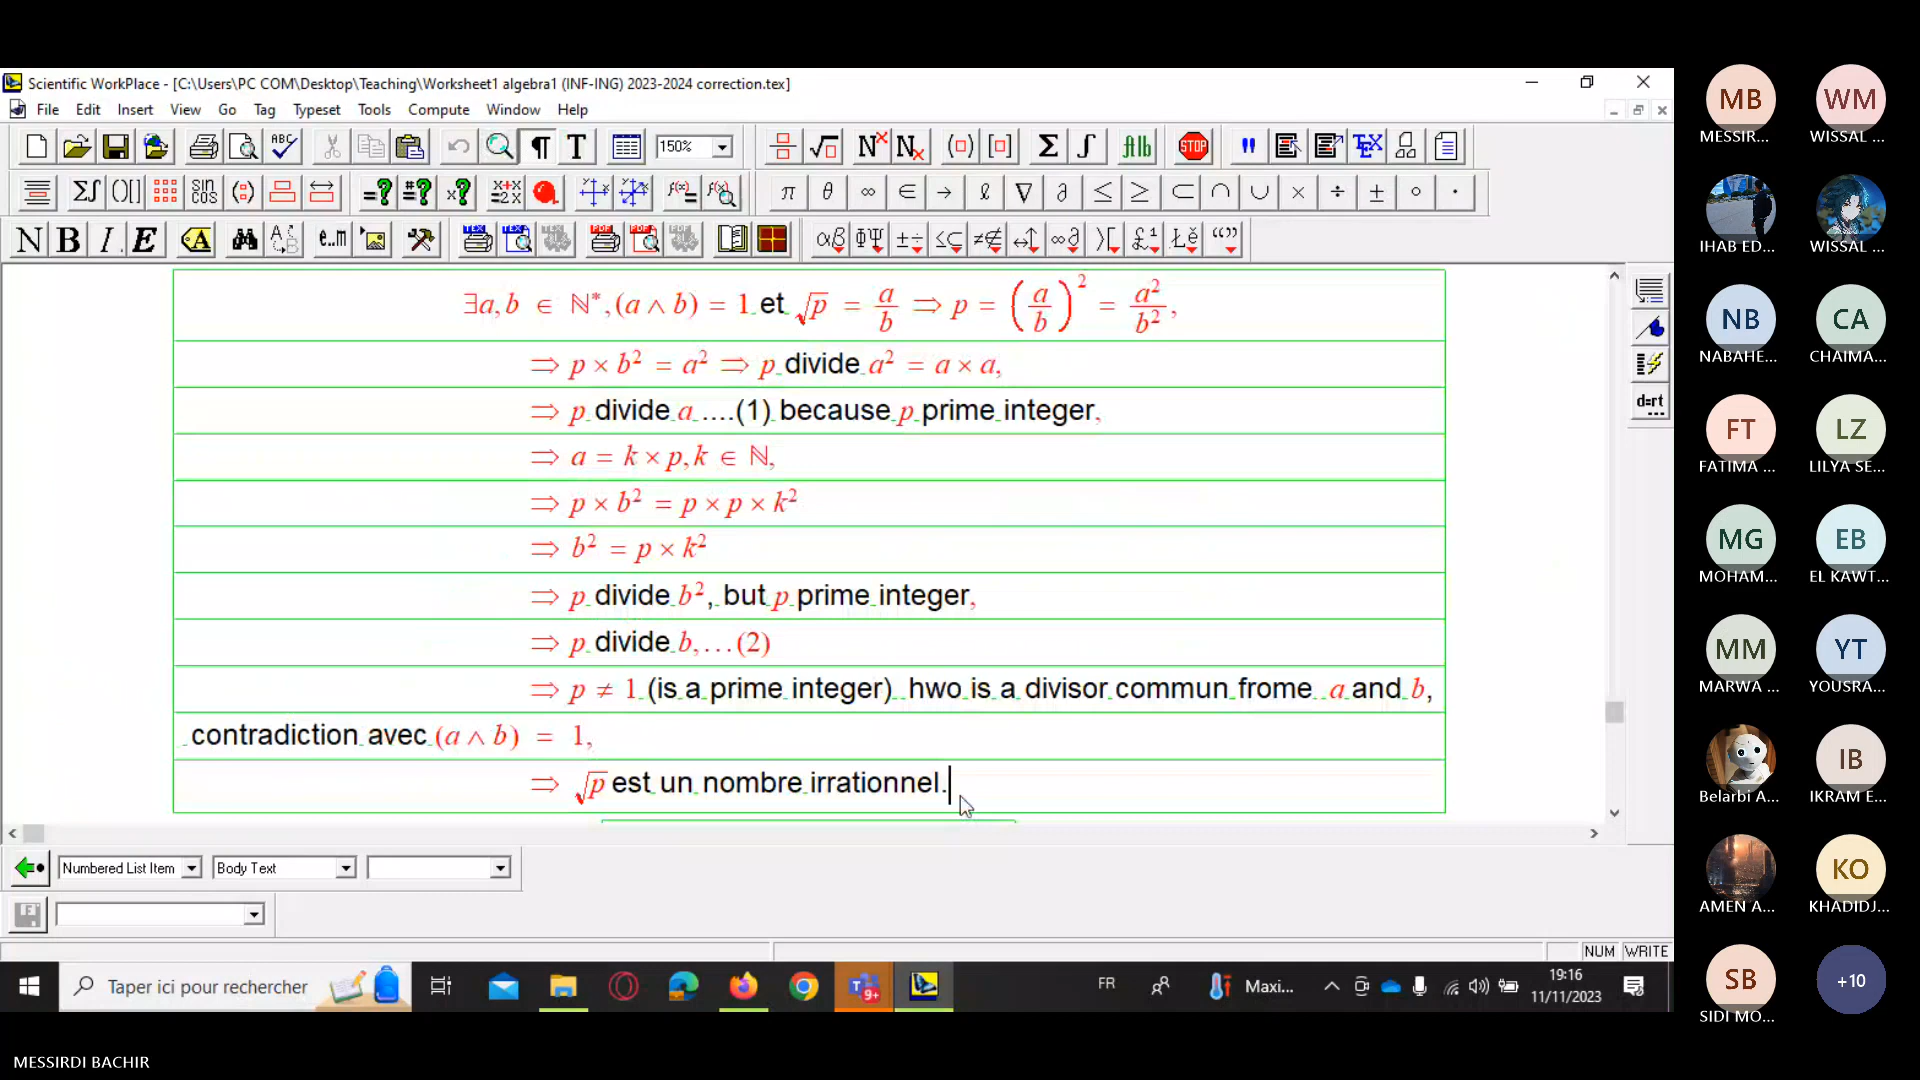 Scientific WorkPlace - [C:\Users\PC COM\Desktop\Teaching\Worksheet1 algebra1 (INF-ING) 2023-2024 correction.tex]
File Edit Insert View Go Tag Typeset Tools Compute Window Help
150%
∃a, b ∈ ℕ*, (a ∧ b) = 1 et √p = a/b ⇒ p = (a/b)² = a²/b²,
⇒ p × b² = a² ⇒ p divide a² = a × a,
⇒ p divide a ....(1) because p prime integer,
⇒ a = k × p, k ∈ ℕ,
⇒ p × b² = p × p × k²
⇒ b² = p × k²
⇒ p divide b², but p prime integer,
⇒ p divide b,...(2)
⇒ p ≠ 1 (is a prime integer) hwo is a divisor commun frome a and b,
contradiction avec (a ∧ b) = 1,
⇒ √p est un nombre irrationnel.
Numbered List Item Body Text
NUM WRITE
Taper ici pour rechercher
9+
FR
Maxi...
19:16
11/11/2023
MESSIRDI BACHIR
MB WM
MESSIR... WISSAL ...
IHAB ED... WISSAL ...
NB CA
NABAHE... CHAIMA...
FT LZ
FATIMA ... LILYA SE...
MG EB
MOHAM... EL KAWT...
MM YT
MARWA ... YOUSRA...
IB
Belarbi A... IKRAM E...
KO
AMEN A... KHADIDJ...
SB +10
SIDI MO...